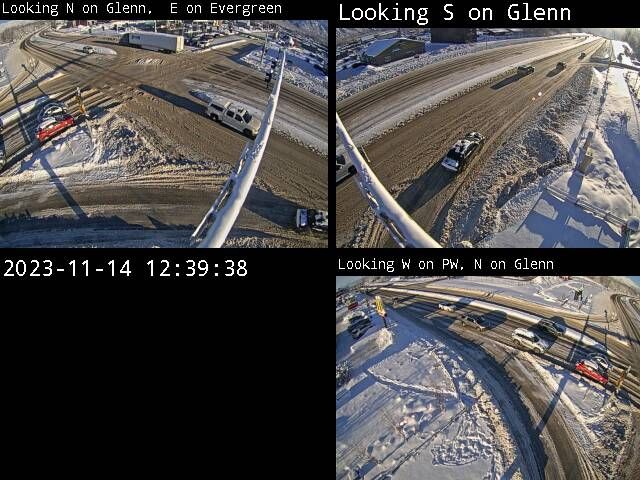 Looking N on Glenn,  E on Evergreen
Looking S on Glenn
2023-11-14 12:39:38
Looking W on PW, N on Glenn